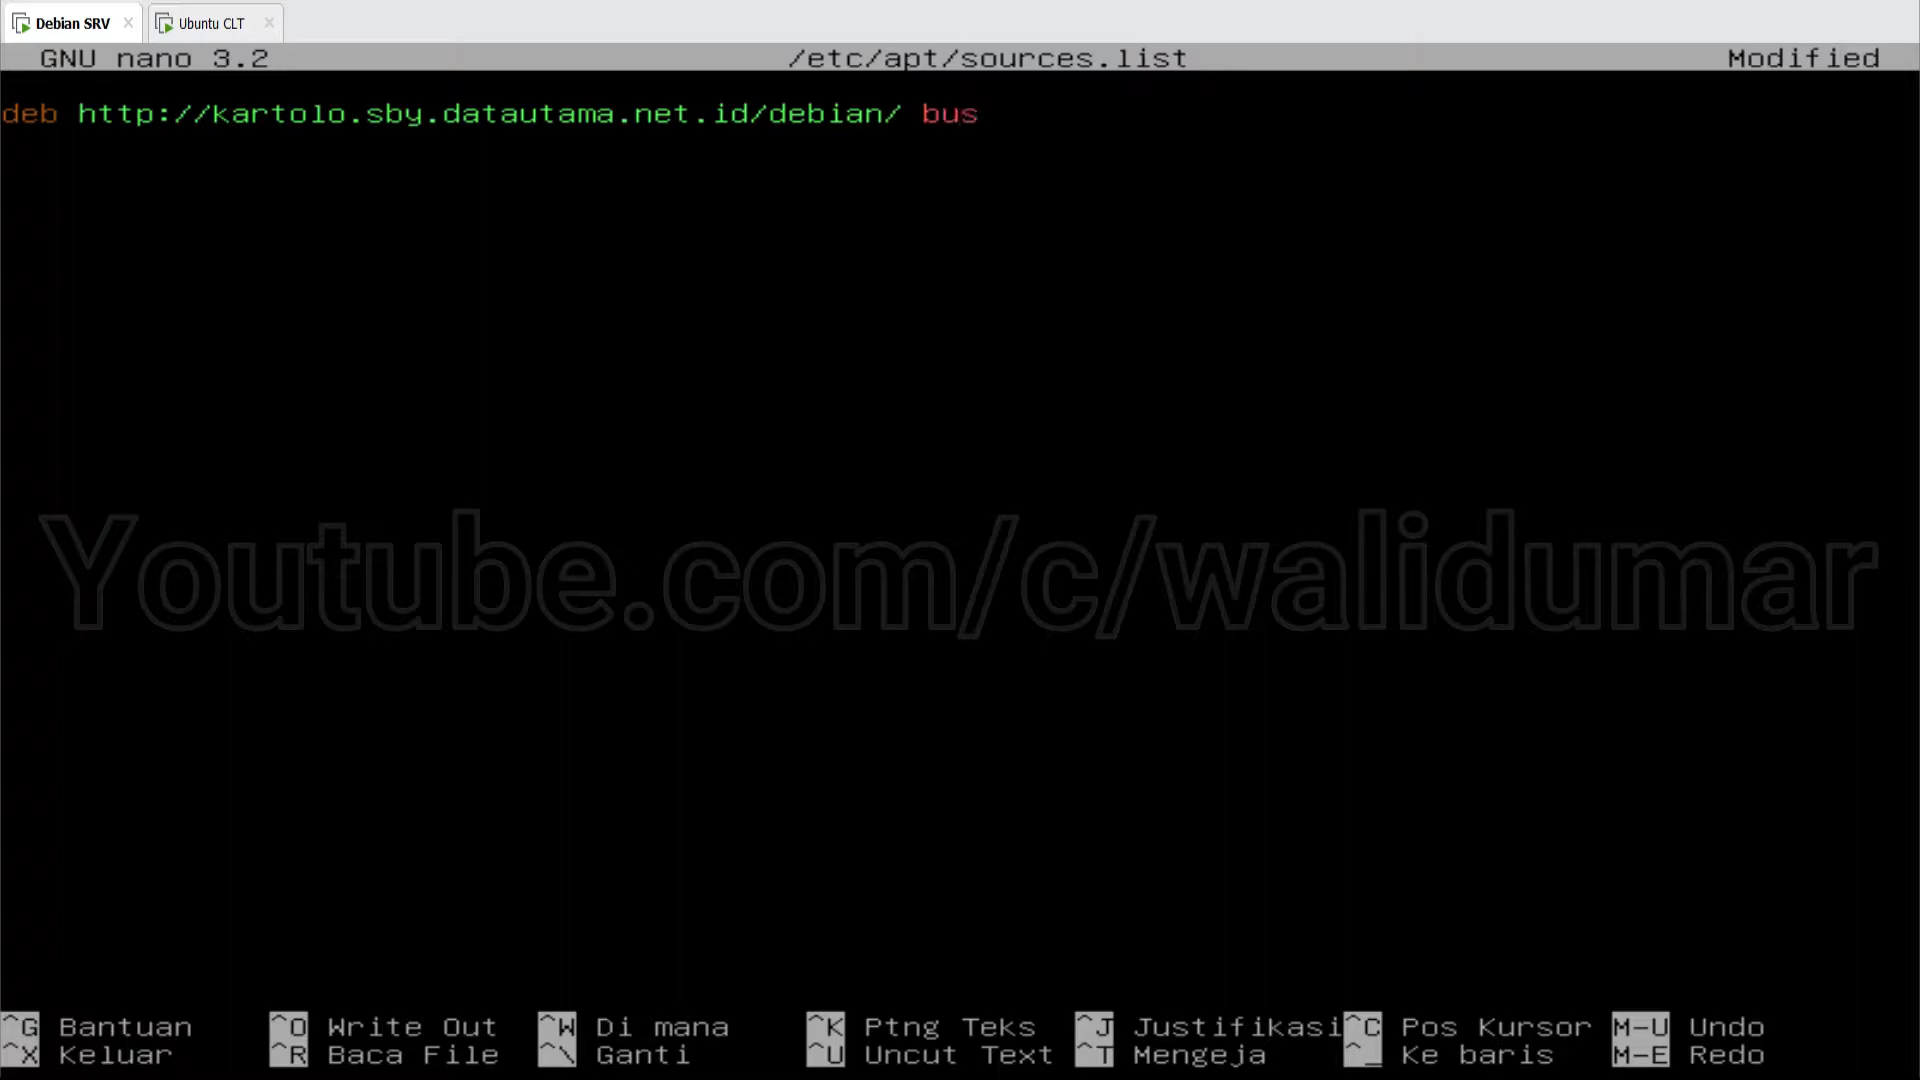 Debian SRV Ubuntu CLT
GNU nano 3.2 /etc/apt/sources.list Modified
deb http://kartolo.sby.datautama.net.id/debian/ bus
Youtube.com/c/walidumar
^G Bantuan ^O Write Out ^W Di mana ^K Ptng Teks ^J Justifikasi ^C Pos Kursor M-U Undo
^X Keluar ^R Baca File ^\ Ganti ^U Uncut Text ^T Mengeja ^_ Ke baris M-E Redo